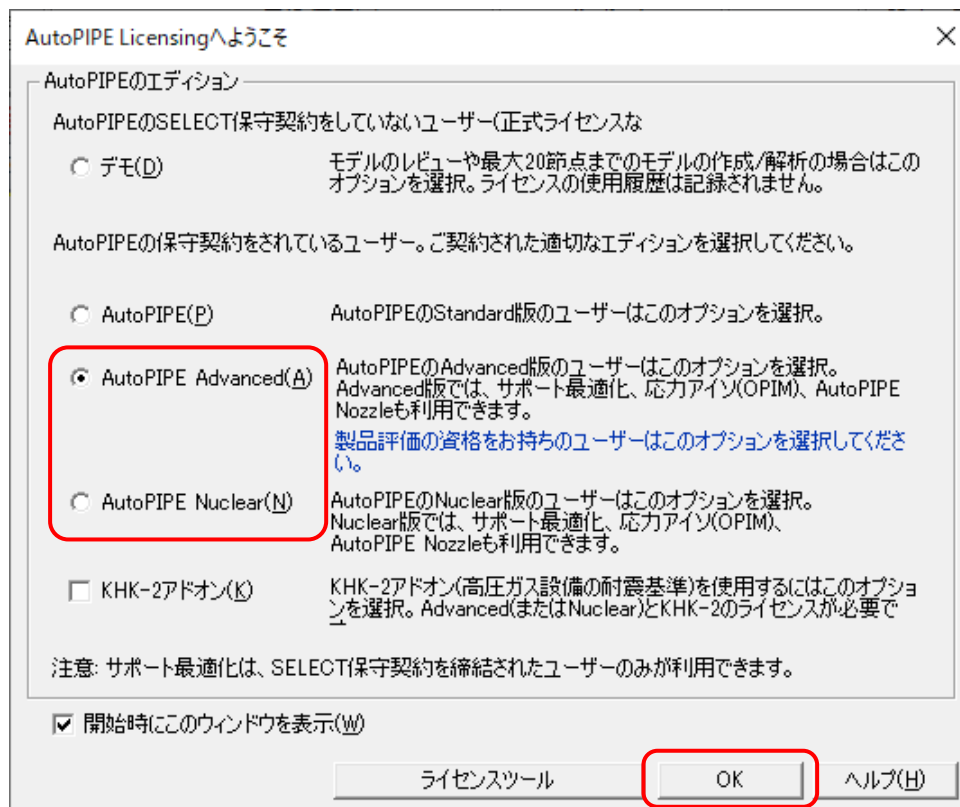 AutoPIPE Licensingへようこそ
AutoPIPEのエディション
AutoPIPEのSELECT保守契約をしていないユーザー(正式ライセンスな
デモ(D)
モデルのレビューや最大20節点までのモデルの作成/解析の場合はこの
オプションを選択。ライセンスの使用履歴は記録されません。
AutoPIPEの保守契約をされているユーザー。ご契約された適切なエディションを選択してください。
AutoPIPE(P)
AutoPIPEのStandard版のユーザーはこのオプションを選択。
AutoPIPE Advanced(A)
AutoPIPEのAdvanced版のユーザーはこのオプションを選択。
Advanced版では、サポート最適化、応力アイソ(OPIM)、AutoPIPE
Nozzleも利用できます。
製品評価の資格をお持ちのユーザーはこのオプションを選択してくださ
い。
AutoPIPE Nuclear(N)
AutoPIPEのNuclear版のユーザーはこのオプションを選択。
Nuclear版では、サポート最適化、応力アイソ(OPIM)、
AutoPIPE Nozzleも利用できます。
KHK-2アドオン(K)
KHK-2アドオン(高圧ガス設備の耐震基準)を使用するにはこのオプショ
ンを選択。Advanced(またはNuclear)とKHK-2のライセンスが必要で
注意: サポート最適化は、SELECT保守契約を締結されたユーザーのみが利用できます。
開始時にこのウィンドウを表示(W)
ライセンスツール
OK
ヘルプ(H)